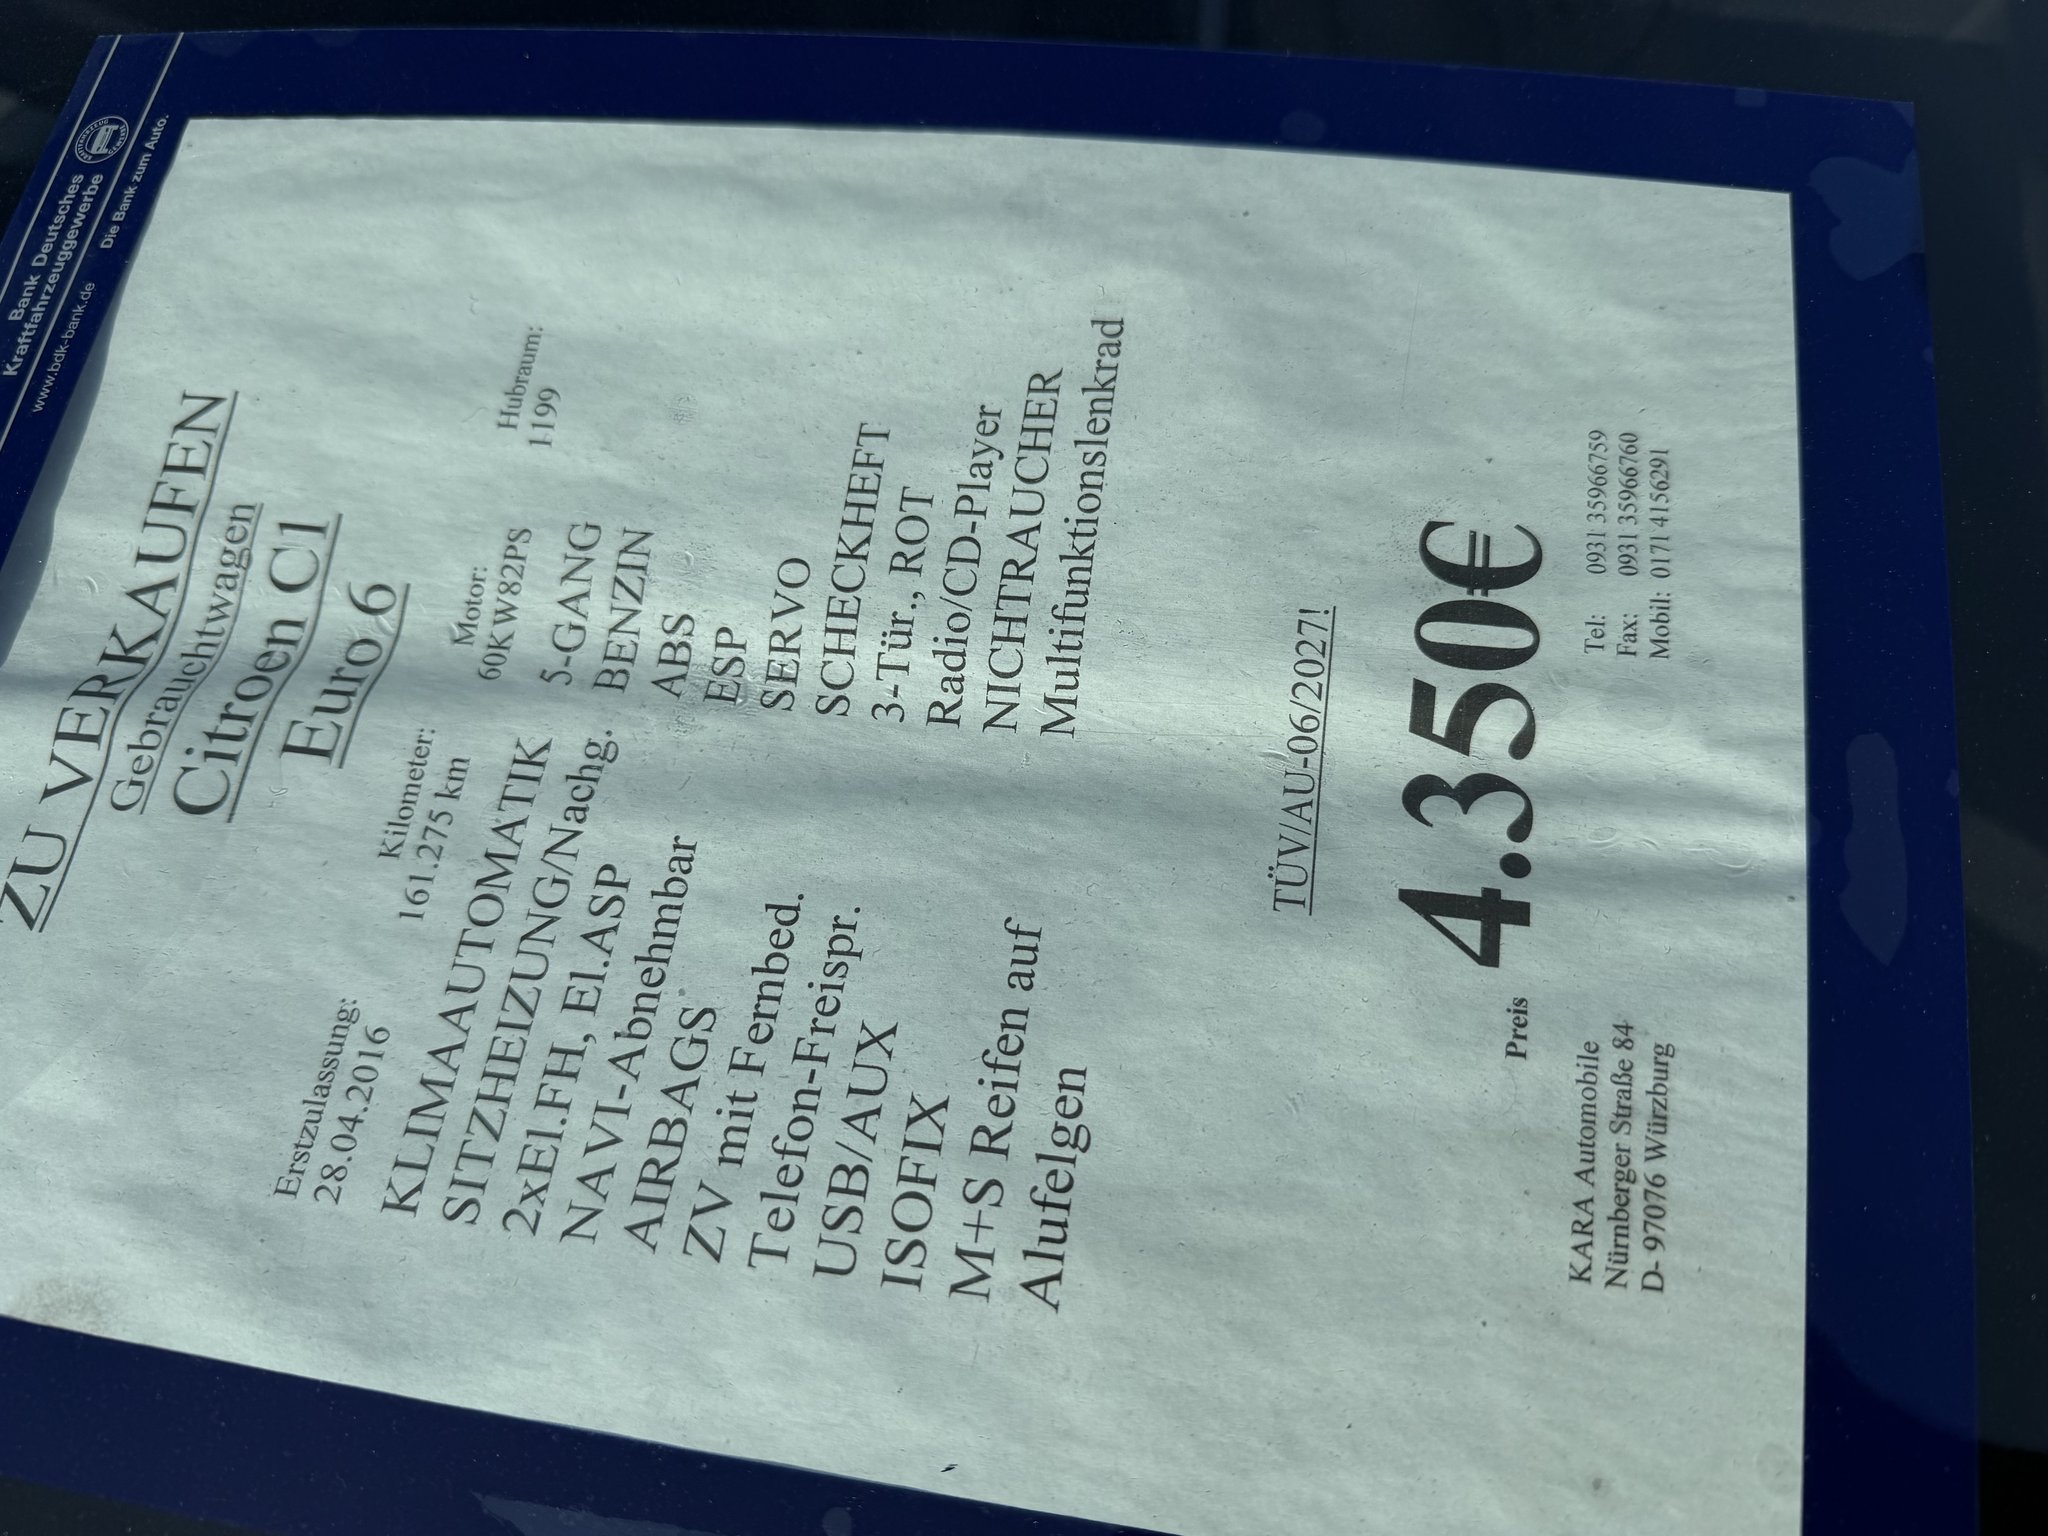 Bank Deutsches
Kraftfahrzeuggewerbe
KRAFTFAHRZEUG
GEWERBE
www.bdk-bank.de
Die Bank zum Auto.
ZU VERKAUFEN
Gebrauchtwagen
Citroen C1
Euro 6
Erstzulassung:
28.04.2016
Kilometer:
161.275 km
Motor:
60KW82PS
Hubraum:
1199
KLIMAAUTOMATIK
SITZHEIZUNG/Nachg.
2xEl.FH, El.ASP
NAVI-Abnehmbar
AIRBAGS
ZV mit Fernbed.
Telefon-Freispr.
USB/AUX
ISOFIX
M+S Reifen auf
Alufelgen
5-GANG
BENZIN
ABS
ESP
SERVO
SCHECKHEFT
3-Tür., ROT
Radio/CD-Player
NICHTRAUCHER
Multifunktionslenkrad
TÜV/AU-06/2027!
Preis 4.350€
KARA Automobile
Nürnberger Straße 84
D- 97076 Würzburg
Tel: 0931 35966759
Fax: 0931 35966760
Mobil: 0171 4156291